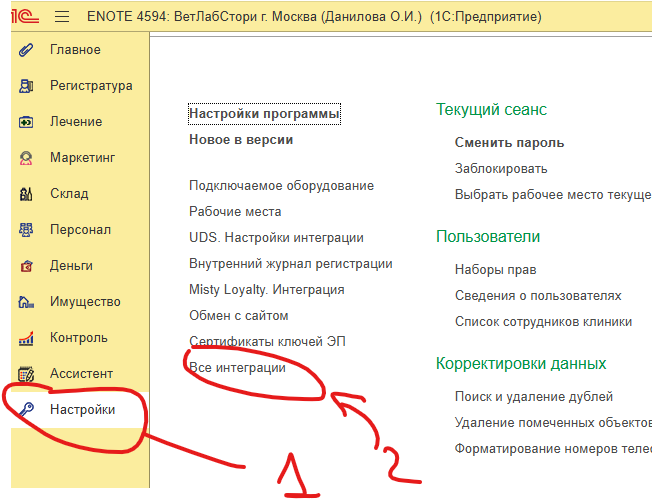 1С ENOTE 4594: ВетЛабСтори г. Москва (Данилова О.И.) (1С:Предприятие)
Главное
Регистратура
Лечение
Маркетинг
Склад
Персонал
Деньги
Имущество
Контроль
Ассистент
Настройки
Настройки программы
Новое в версии
Подключаемое оборудование
Рабочие места
UDS. Настройки интеграции
Внутренний журнал регистрации
Misty Loyalty. Интеграция
Обмен с сайтом
Сертификаты ключей ЭП
Все интеграции
Текущий сеанс
Сменить пароль
Заблокировать
Выбрать рабочее место текуще
Пользователи
Наборы прав
Сведения о пользователях
Список сотрудников клиники
Корректировки данных
Поиск и удаление дублей
Удаление помеченных объектов
Форматирование номеров теле
1
2